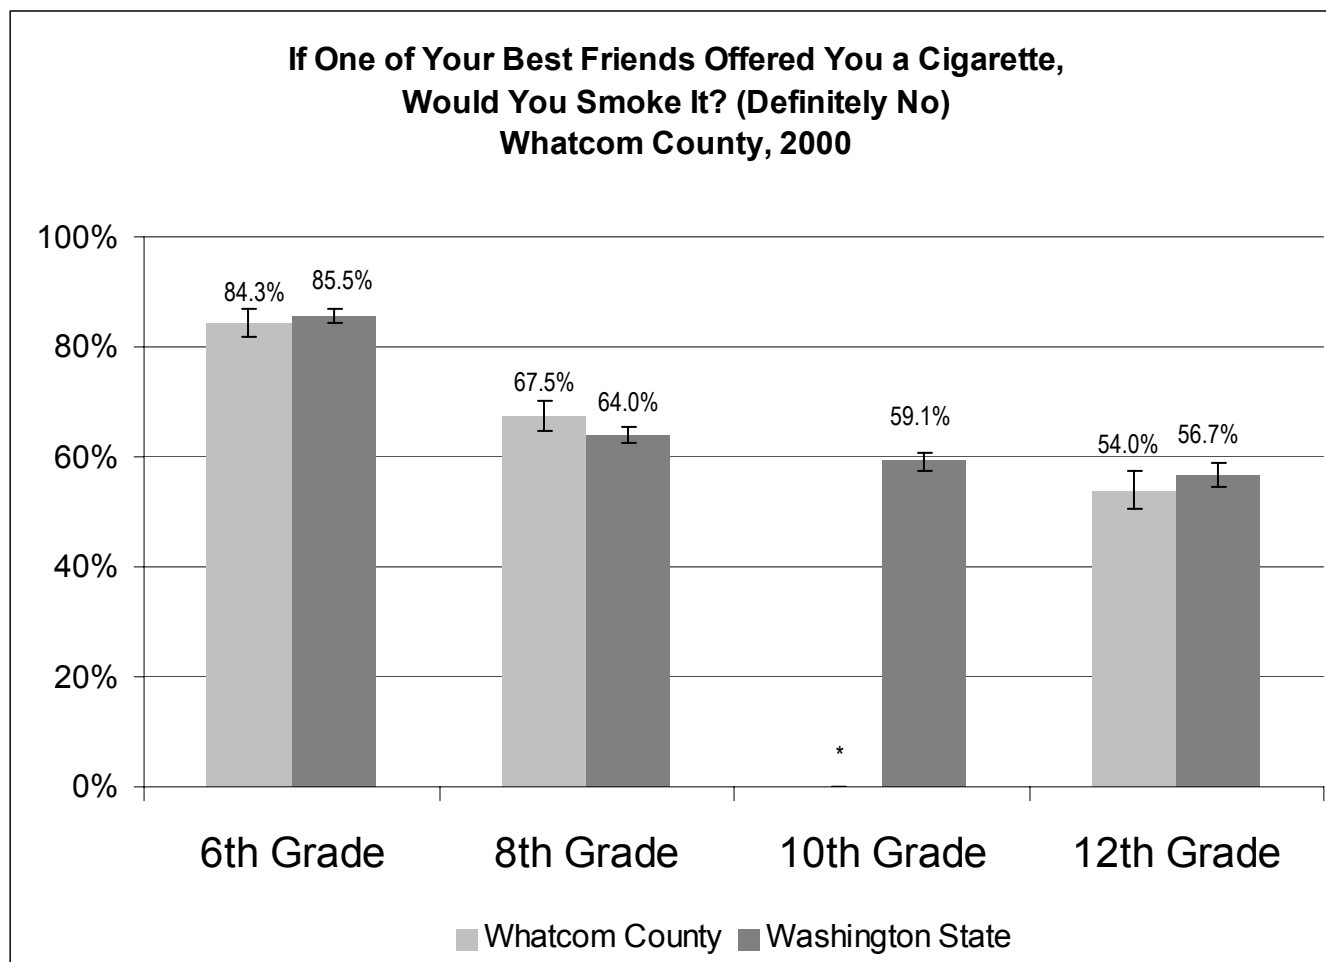 If One of Your Best Friends Offered You a Cigarette,
Would You Smoke It? (Definitely No)
Whatcom County, 2000
100%
80%
60%
40%
20%
0%
84.3%
85.5%
67.5%
64.0%
*
59.1%
54.0%
56.7%
6th Grade
8th Grade
10th Grade
12th Grade
Whatcom County
Washington State